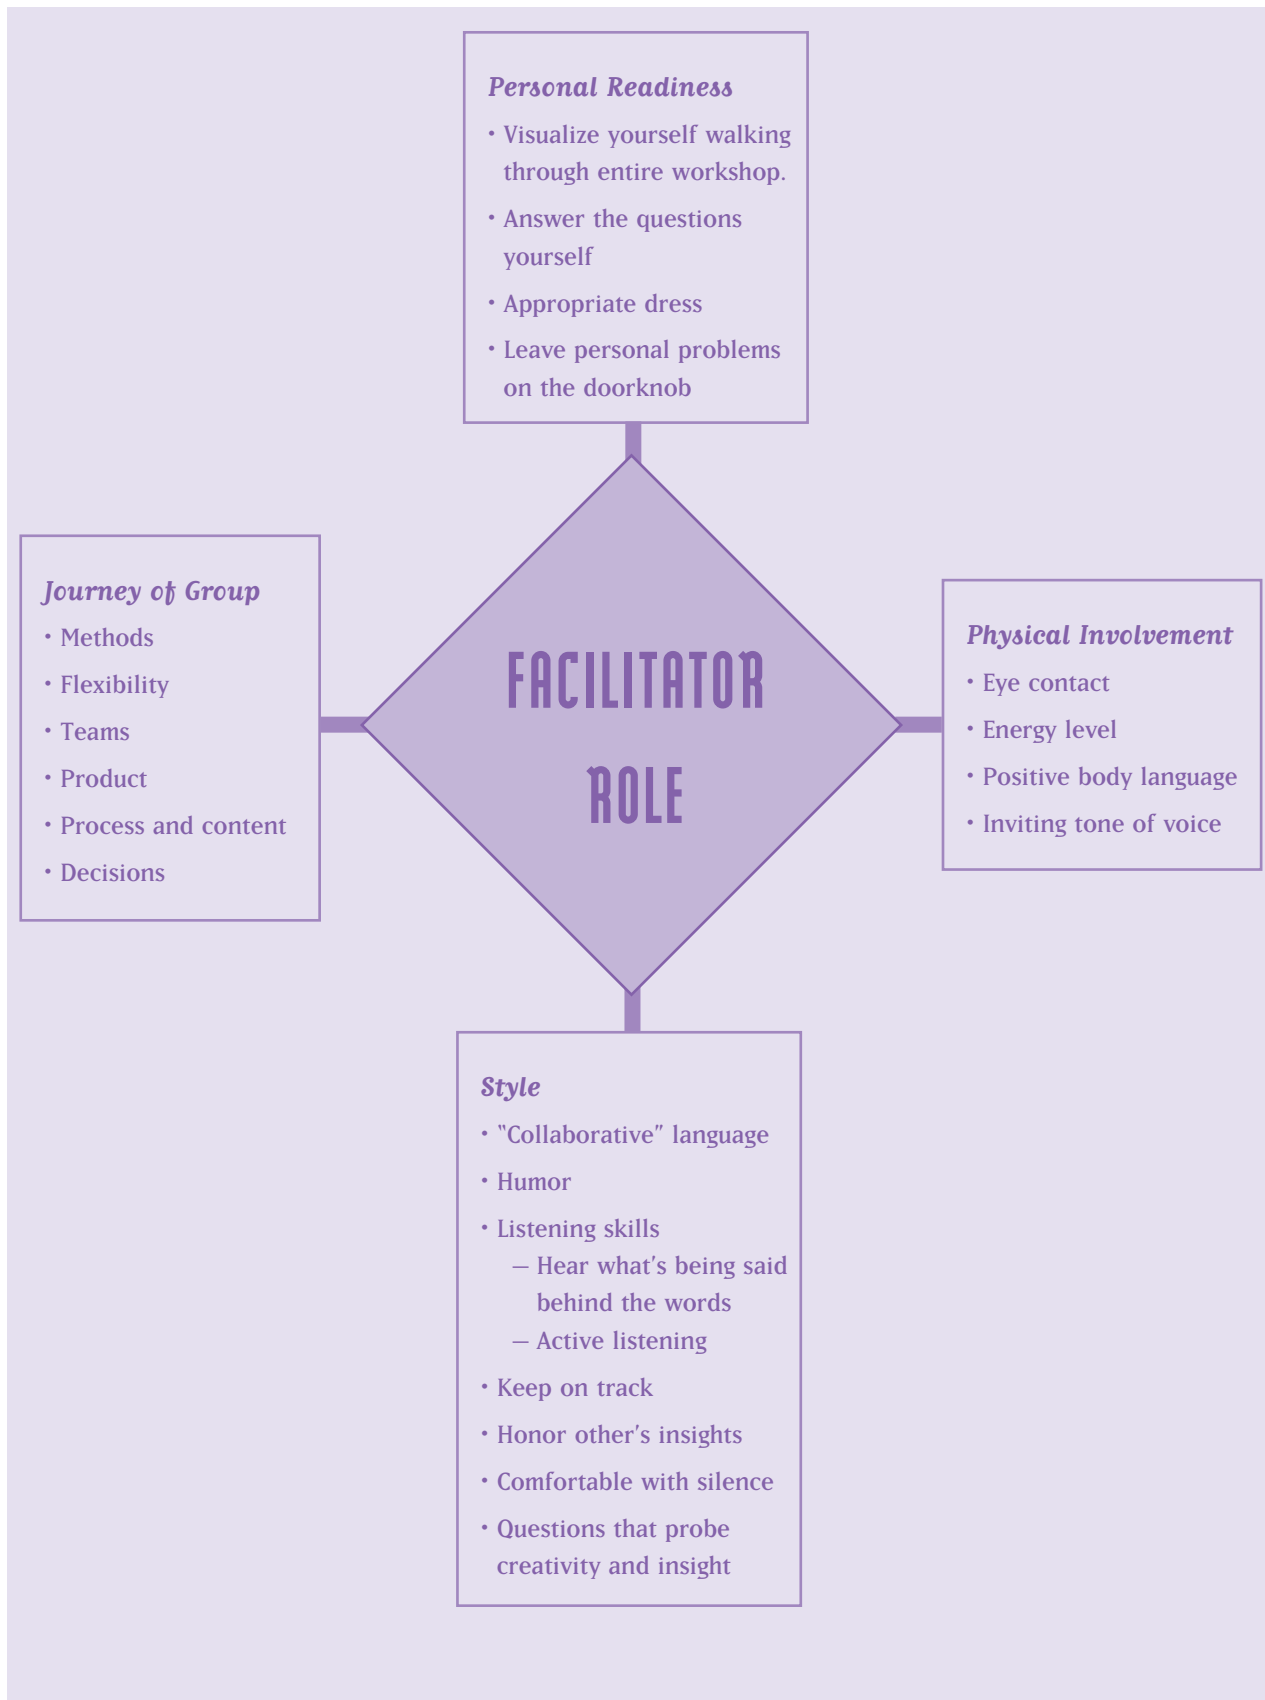 Personal Readiness
• Visualize yourself walking
through entire workshop.
• Answer the questions
yourself
• Appropriate dress
• Leave personal problems
on the doorknob
Journey of Group
• Methods
• Flexibility
• Teams
• Product
• Process and content
• Decisions
FACILITATOR
ROLE
Physical Involvement
• Eye contact
• Energy level
• Positive body language
• Inviting tone of voice
Style
• “Collaborative” language
• Humor
• Listening skills
– Hear what’s being said
behind the words
– Active listening
• Keep on track
• Honor other’s insights
• Comfortable with silence
• Questions that probe
creativity and insight